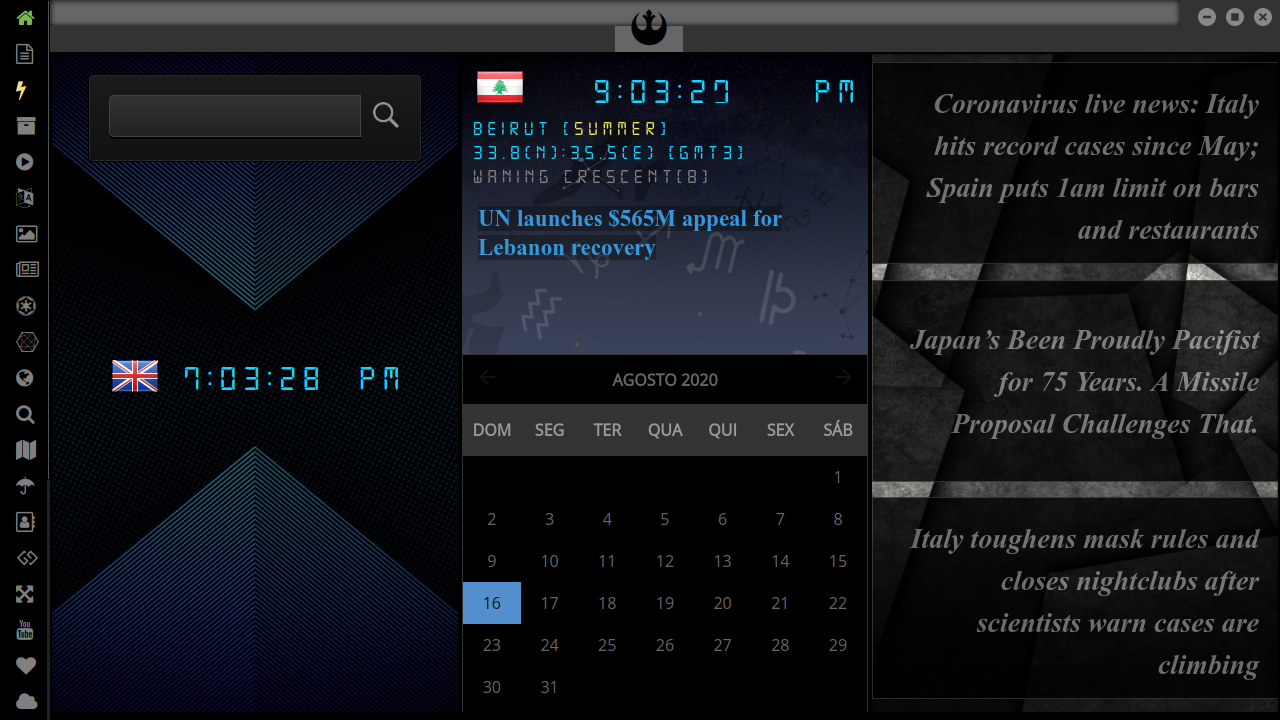 7:03:28 PM
9:03:27 PM
BEIRUT (SUMMER)
33.8(N):35.5(E) (GMT3)
WANING CRESCENT(8)
UN launches $565M appeal for
Lebanon recovery
AGOSTO 2020
DOM SEG TER QUA QUI SEX SÁB
1
2 3 4 5 6 7 8
9 10 11 12 13 14 15
16 17 18 19 20 21 22
23 24 25 26 27 28 29
30 31
Coronavirus live news: Italy
hits record cases since May;
Spain puts 1am limit on bars
and restaurants
Japan’s Been Proudly Pacifist
for 75 Years. A Missile
Proposal Challenges That.
Italy toughens mask rules and
closes nightclubs after
scientists warn cases are
climbing
You
Tube